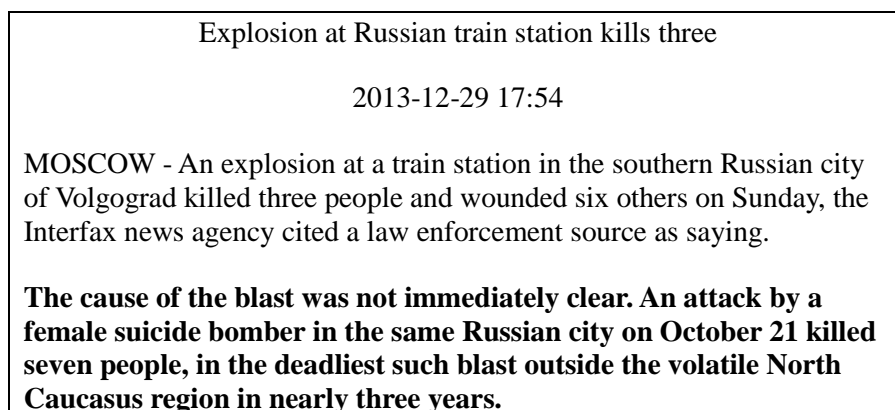 Explosion at Russian train station kills three
2013-12-29 17:54
MOSCOW - An explosion at a train station in the southern Russian city
of Volgograd killed three people and wounded six others on Sunday, the
Interfax news agency cited a law enforcement source as saying.
The cause of the blast was not immediately clear. An attack by a
female suicide bomber in the same Russian city on October 21 killed
seven people, in the deadliest such blast outside the volatile North
Caucasus region in nearly three years.